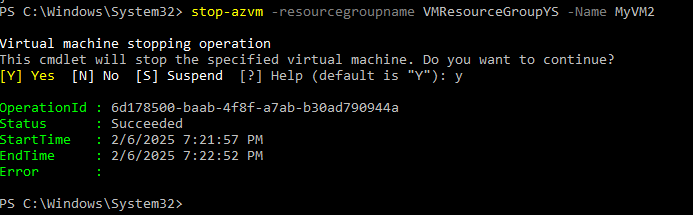 PS C:\Windows\System32> stop-azvm -resourcegroupname VMResourceGroupYS -Name MyVM2
Virtual machine stopping operation
This cmdlet will stop the specified virtual machine. Do you want to continue?
[Y] Yes  [N] No  [S] Suspend  [?] Help (default is "Y"): y
OperationId : 6d178500-baab-4f8f-a7ab-b30ad790944a
Status      : Succeeded
StartTime   : 2/6/2025 7:21:57 PM
EndTime     : 2/6/2025 7:22:52 PM
Error       :
PS C:\Windows\System32>